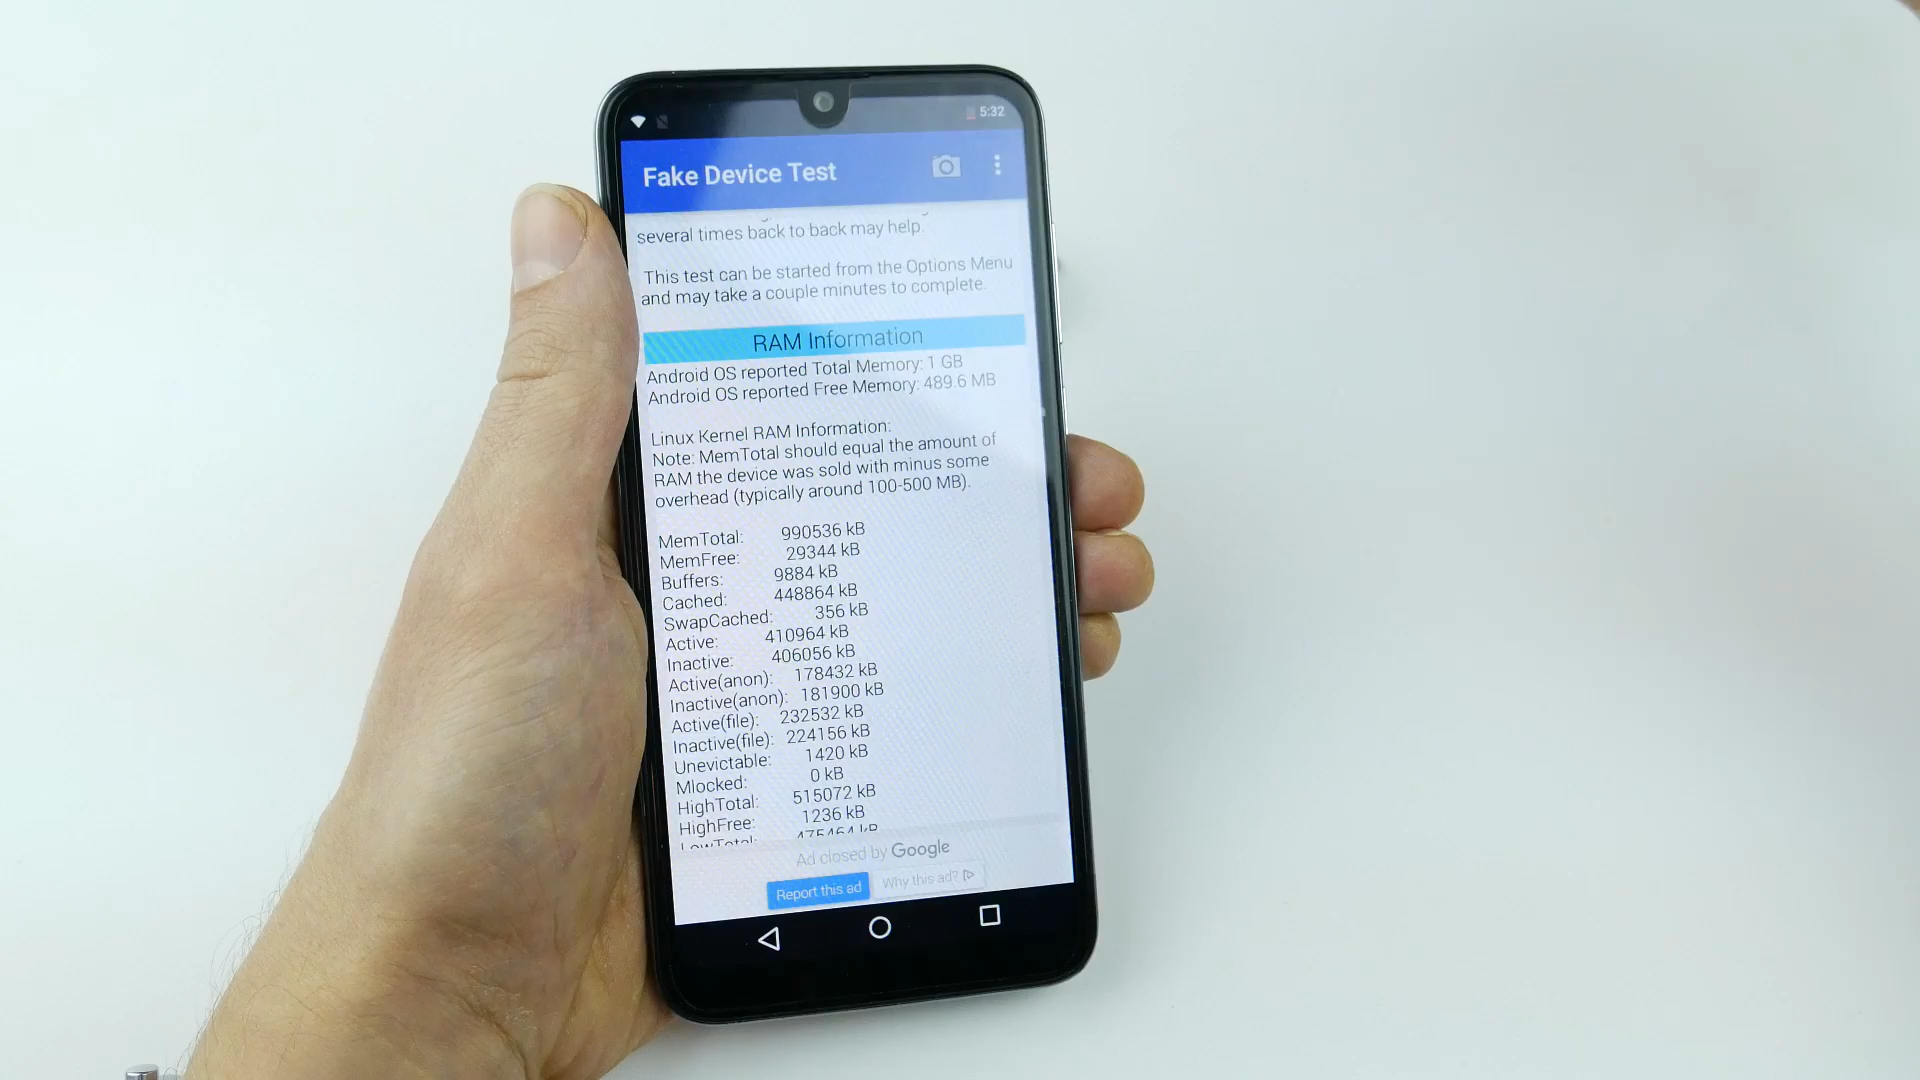 5:32
Fake Device Test
several times back to back may help.
This test can be started from the Options Menu
and may take a couple minutes to complete.
RAM Information
Android OS reported Total Memory: 1 GB
Android OS reported Free Memory: 489.6 MB
Linux Kernel RAM Information:
Note: MemTotal should equal the amount of
RAM the device was sold with minus some
overhead (typically around 100-500 MB).
MemTotal: 990536 kB
MemFree: 29344 kB
Buffers: 9884 kB
Cached: 448864 kB
SwapCached: 356 kB
Active: 410964 kB
Inactive: 406056 kB
Active(anon): 178432 kB
Inactive(anon): 181900 kB
Active(file): 232532 kB
Inactive(file): 224156 kB
Unevictable: 1420 kB
Mlocked: 0 kB
HighTotal: 515072 kB
HighFree: 1236 kB
LowTotal: 475464 kB
Ad closed by Google
Report this ad
Why this ad?